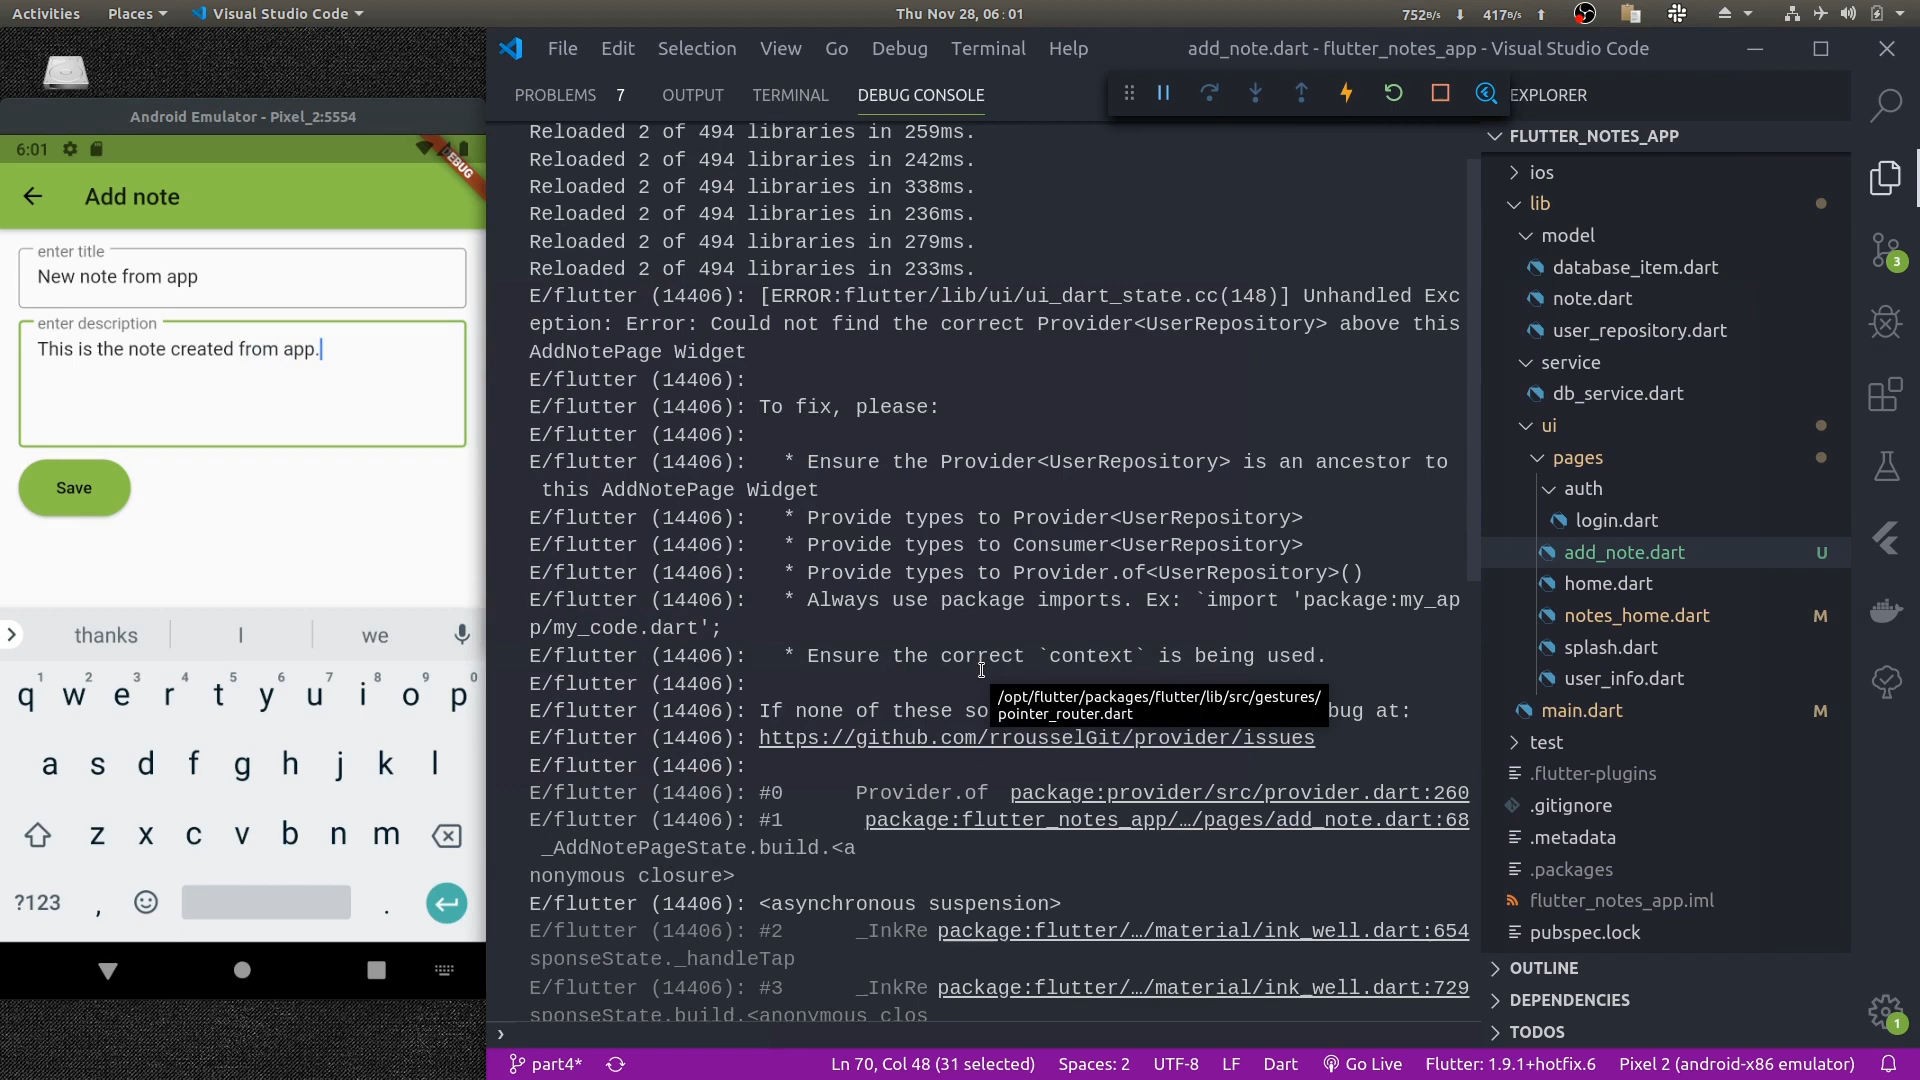 Activities
Places
Visual Studio Code
Thu Nov 28, 06:01
752B/s
417B/s
Android Emulator - Pixel_2:5554
6:01
DEBUG
Add note
enter title
New note from app
enter description
This is the note created from app.
Save
thanks
I
we
q1 w2 e3 r4 t5 y6 u7 i8 o9 p0
a s d f g h j k l
z x c v b n m
?123 , .
File Edit Selection View Go Debug Terminal Help
add_note.dart - flutter_notes_app - Visual Studio Code
PROBLEMS 7 OUTPUT TERMINAL DEBUG CONSOLE
Reloaded 2 of 494 libraries in 259ms.
Reloaded 2 of 494 libraries in 242ms.
Reloaded 2 of 494 libraries in 338ms.
Reloaded 2 of 494 libraries in 236ms.
Reloaded 2 of 494 libraries in 279ms.
Reloaded 2 of 494 libraries in 233ms.
E/flutter (14406): [ERROR:flutter/lib/ui/ui_dart_state.cc(148)] Unhandled Exc
eption: Error: Could not find the correct Provider<UserRepository> above this
AddNotePage Widget
E/flutter (14406):
E/flutter (14406): To fix, please:
E/flutter (14406):
E/flutter (14406):   * Ensure the Provider<UserRepository> is an ancestor to
this AddNotePage Widget
E/flutter (14406):   * Provide types to Provider<UserRepository>
E/flutter (14406):   * Provide types to Consumer<UserRepository>
E/flutter (14406):   * Provide types to Provider.of<UserRepository>()
E/flutter (14406):   * Always use package imports. Ex: `import 'package:my_ap
p/my_code.dart';
E/flutter (14406):   * Ensure the correct `context` is being used.
E/flutter (14406):
E/flutter (14406): If none of these so bug at:
/opt/flutter/packages/flutter/lib/src/gestures/
pointer_router.dart
E/flutter (14406): https://github.com/rrousselGit/provider/issues
E/flutter (14406):
E/flutter (14406): #0 Provider.of package:provider/src/provider.dart:260
E/flutter (14406): #1 package:flutter_notes_app/…/pages/add_note.dart:68
_AddNotePageState.build.<a
nonymous closure>
E/flutter (14406): <asynchronous suspension>
E/flutter (14406): #2 _InkRe package:flutter/…/material/ink_well.dart:654
sponseState._handleTap
E/flutter (14406): #3 _InkRe package:flutter/…/material/ink_well.dart:729
sponseState.build.<anonymous clos
EXPLORER
FLUTTER_NOTES_APP
ios
lib
model
database_item.dart
note.dart
user_repository.dart
service
db_service.dart
ui
pages
auth
login.dart
add_note.dart U
home.dart
notes_home.dart M
splash.dart
user_info.dart
main.dart M
test
.flutter-plugins
.gitignore
.metadata
.packages
flutter_notes_app.iml
pubspec.lock
OUTLINE
DEPENDENCIES
TODOS
3
1
part4*
Ln 70, Col 48 (31 selected)
Spaces: 2
UTF-8
LF
Dart
Go Live
Flutter: 1.9.1+hotfix.6
Pixel 2 (android-x86 emulator)